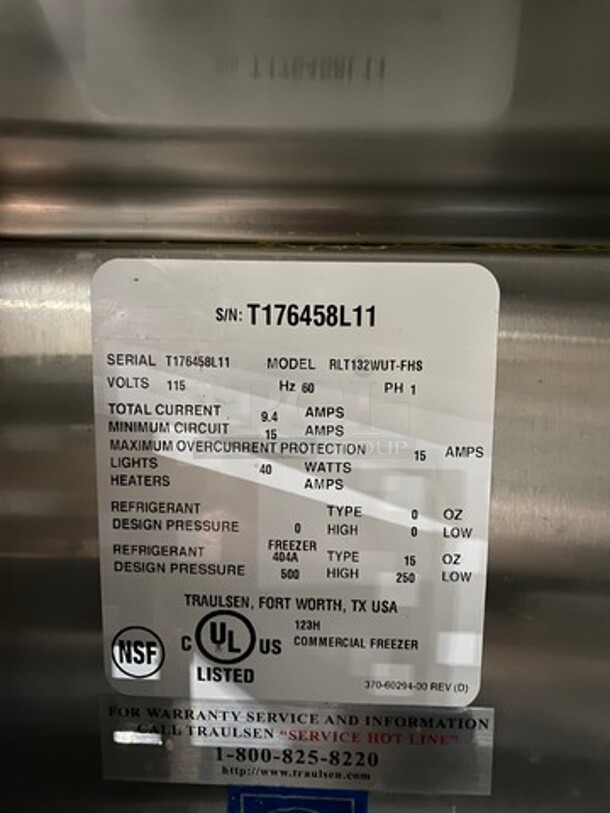 S/N: T176458L11
SERIAL T176458L11 MODEL RLT132WUT-FHS
VOLTS 115 Hz 60 PH 1
TOTAL CURRENT 9.4 AMPS
MINIMUM CIRCUIT 15 AMPS
MAXIMUM OVERCURRENT PROTECTION 15 AMPS
LIGHTS 40 WATTS
HEATERS AMPS
REFRIGERANT TYPE 0 OZ
DESIGN PRESSURE 0 HIGH 0 LOW
FREEZER
REFRIGERANT 404A TYPE 15 OZ
DESIGN PRESSURE 500 HIGH 250 LOW
TRAULSEN, FORT WORTH, TX USA
123H
COMMERCIAL FREEZER
NSF
C UL US
LISTED
370-60294-00 REV (D)
FOR WARRANTY SERVICE AND INFORMATION
CALL TRAULSEN "SERVICE HOT LINE"
1-800-825-8220
http://www.traulsen.com